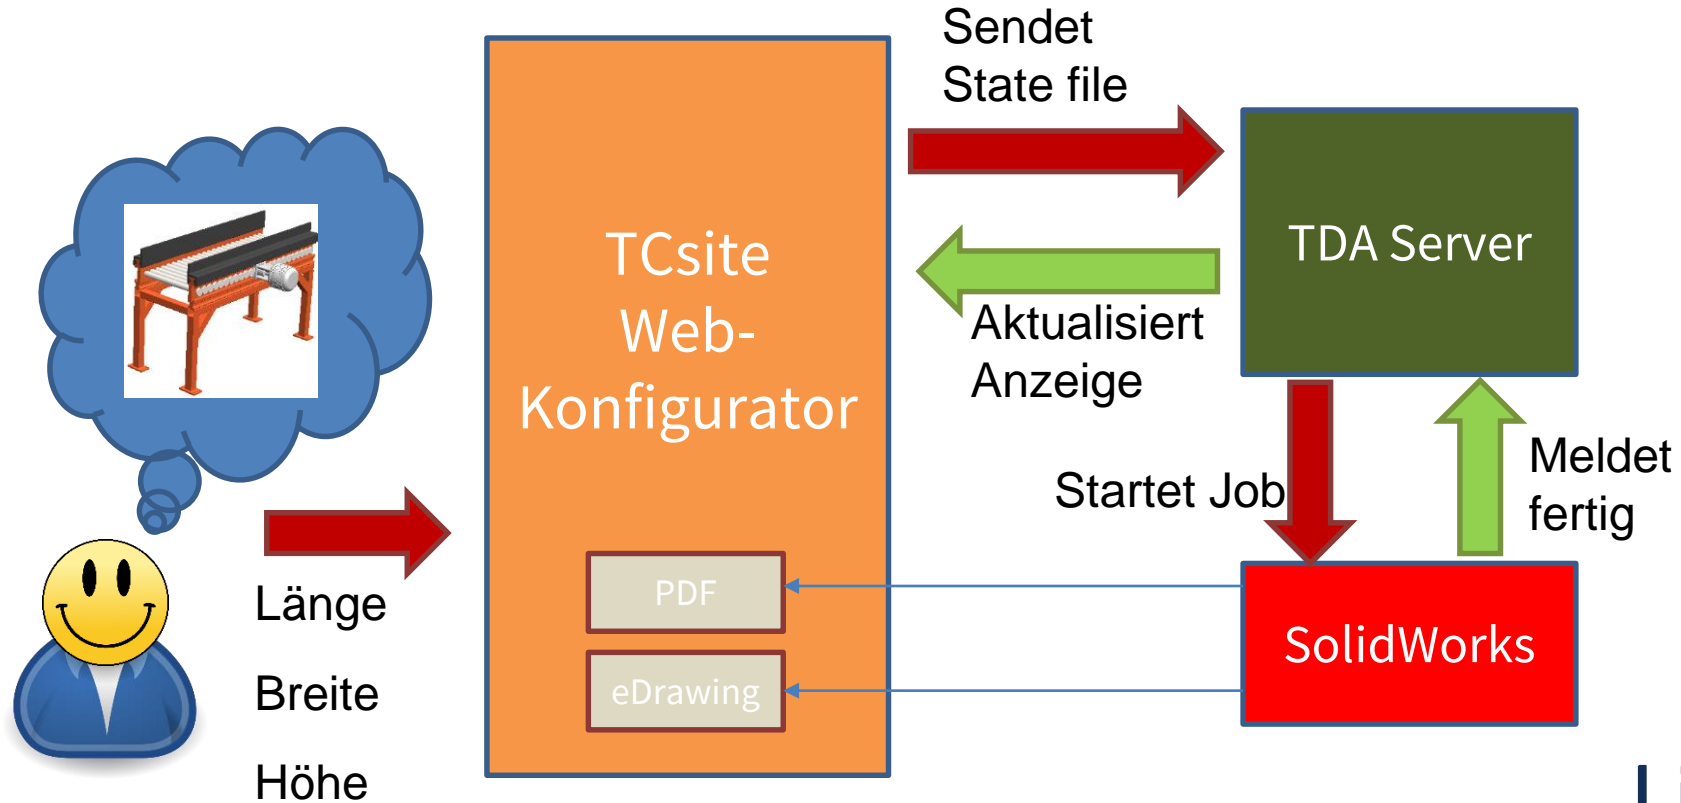 Sendet
State file
TCsite
Web-
Konfigurator
TDA Server
Aktualisiert
Anzeige
Startet Job
Meldet
fertig
Länge
Breite
Höhe
PDF
eDrawing
SolidWorks